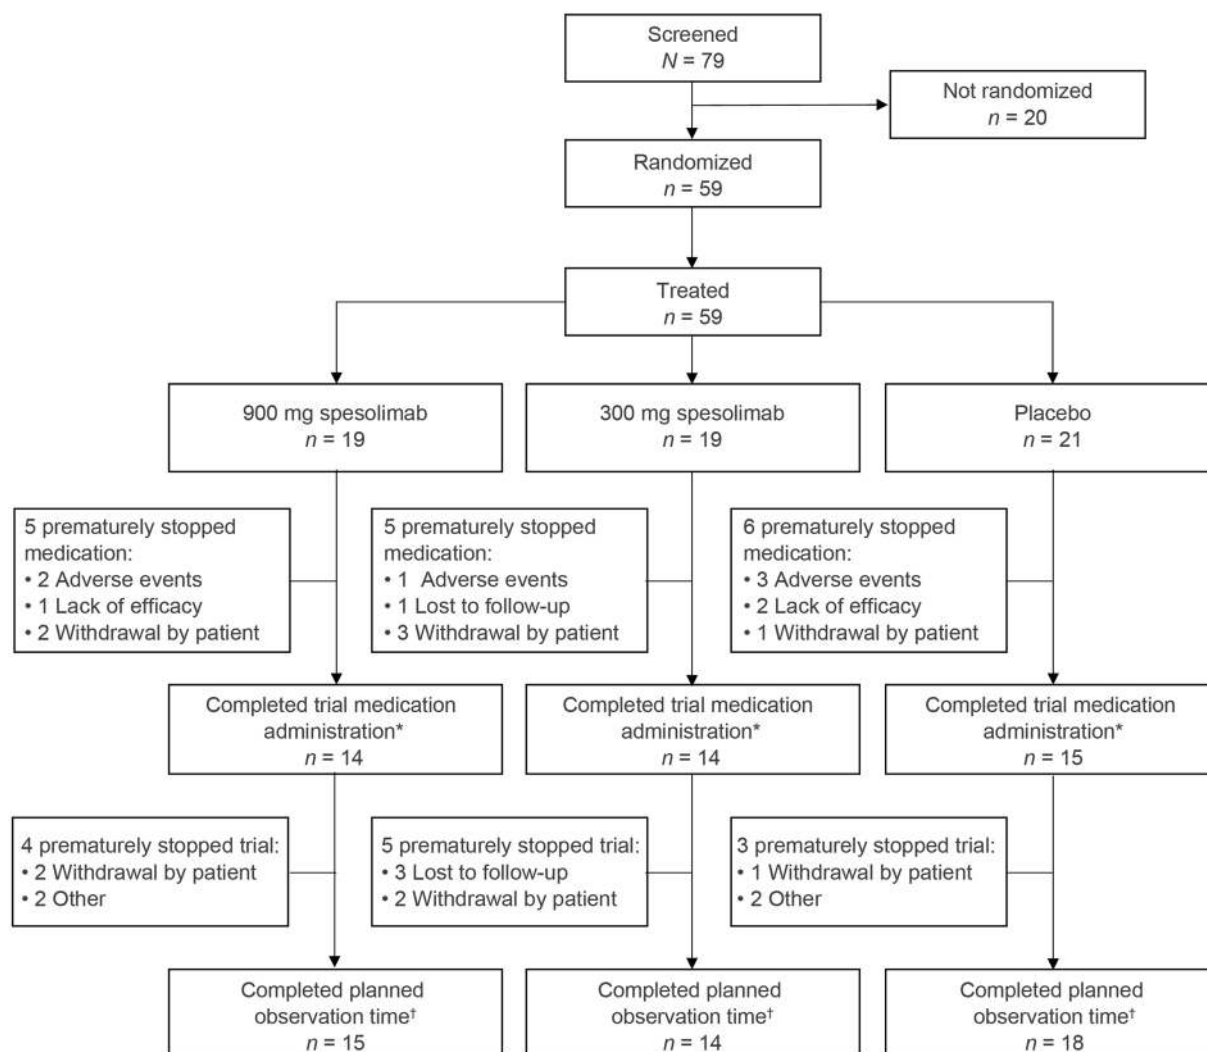 Screened
N = 79
Not randomized
n = 20
Randomized
n = 59
Treated
n = 59
900 mg spesolimab
n = 19
300 mg spesolimab
n = 19
Placebo
n = 21
5 prematurely stopped
medication:
• 2 Adverse events
• 1 Lack of efficacy
• 2 Withdrawal by patient
5 prematurely stopped
medication:
• 1 Adverse events
• 1 Lost to follow-up
• 3 Withdrawal by patient
6 prematurely stopped
medication:
• 3 Adverse events
• 2 Lack of efficacy
• 1 Withdrawal by patient
Completed trial medication
administration*
n = 14
Completed trial medication
administration*
n = 14
Completed trial medication
administration*
n = 15
4 prematurely stopped trial:
• 2 Withdrawal by patient
• 2 Other
5 prematurely stopped trial:
• 3 Lost to follow-up
• 2 Withdrawal by patient
3 prematurely stopped trial:
• 1 Withdrawal by patient
• 2 Other
Completed planned
observation time†
n = 15
Completed planned
observation time†
n = 14
Completed planned
observation time†
n = 18